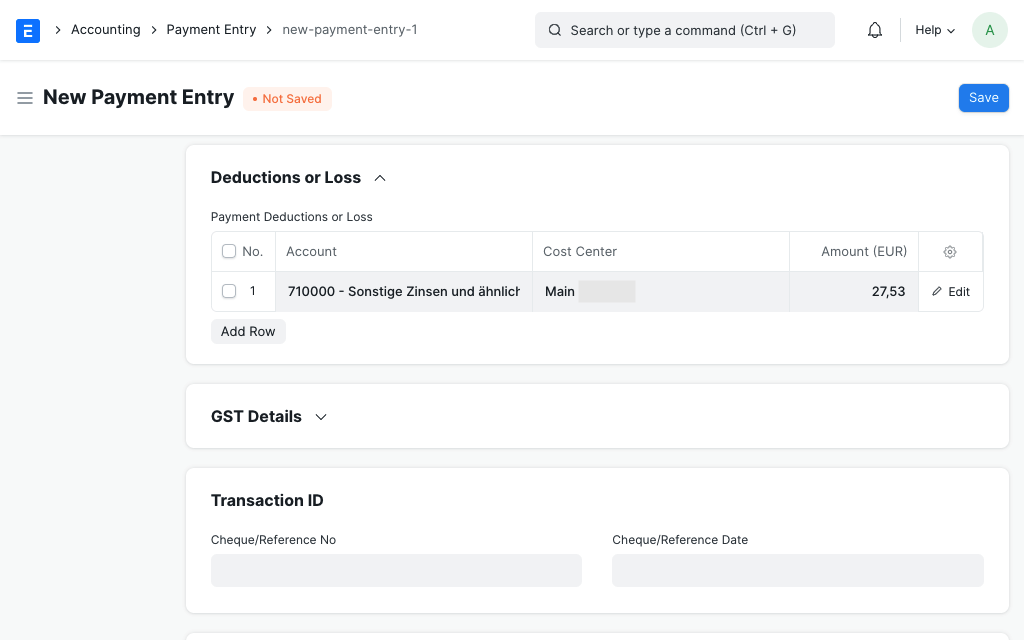 E
Accounting
Payment Entry
new-payment-entry-1
Search or type a command (Ctrl + G)
Help
A
New Payment Entry
Not Saved
Save
Deductions or Loss
Payment Deductions or Loss
No. Account Cost Center Amount (EUR)
1 710000 - Sonstige Zinsen und ähnlich Main 27,53 Edit
Add Row
GST Details
Transaction ID
Cheque/Reference No
Cheque/Reference Date